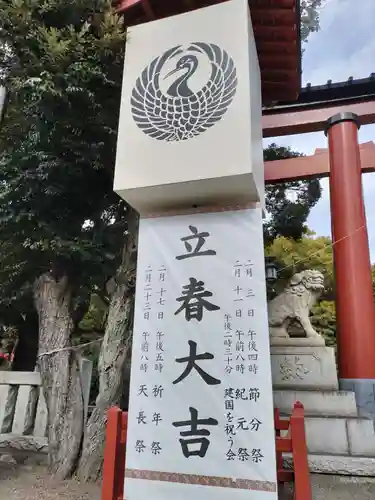 二月三日 午後四時 節分祭
二月十一日 午前八時 紀元祭
午後二時三十分 建国を祝う会
立春大吉
二月十七日 午後五時 祈年祭
二月二十三日 午前八時 天長祭